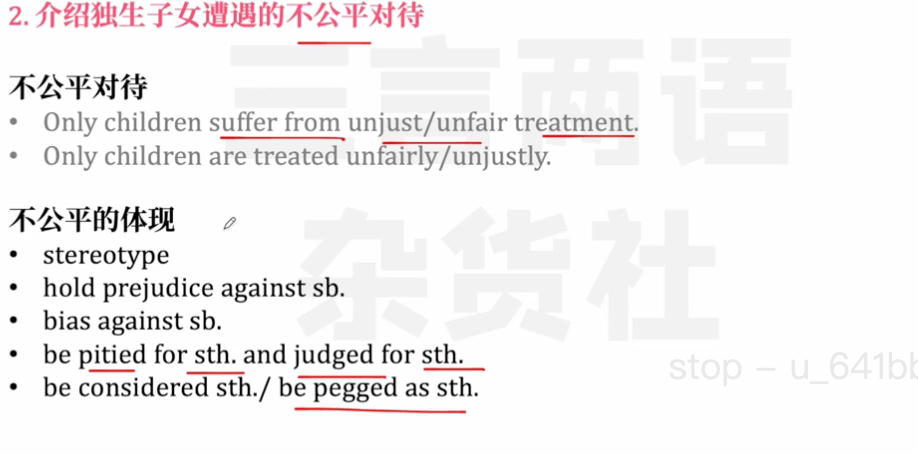 2. 介绍独生子女遭遇的不公平对待
不公平对待
• Only children suffer from unjust/unfair treatment.
• Only children are treated unfairly/unjustly.
不公平的体现
• stereotype
• hold prejudice against sb.
• bias against sb.
• be pitied for sth. and judged for sth.
• be considered sth./ be pegged as sth.
三言两语
杂货社
stop – u_641bb